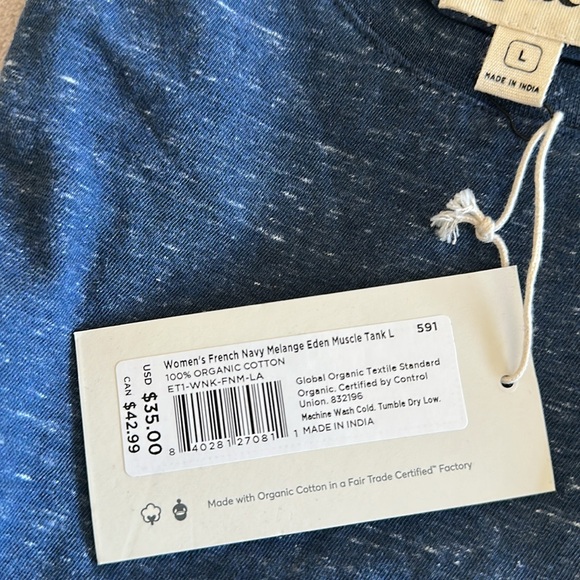 L
MADE IN INDIA
Women's French Navy Melange Eden Muscle Tank L 591
100% ORGANIC COTTON
ET1-WNK-FNM-LA
Global Organic Textile Standard
Organic. Certified by Control
Union. 832196
Machine Wash Cold. Tumble Dry Low.
MADE IN INDIA
USD $35.00
CAN $42.99
8 40281 27081 1
Made with Organic Cotton in a Fair Trade Certified™ Factory